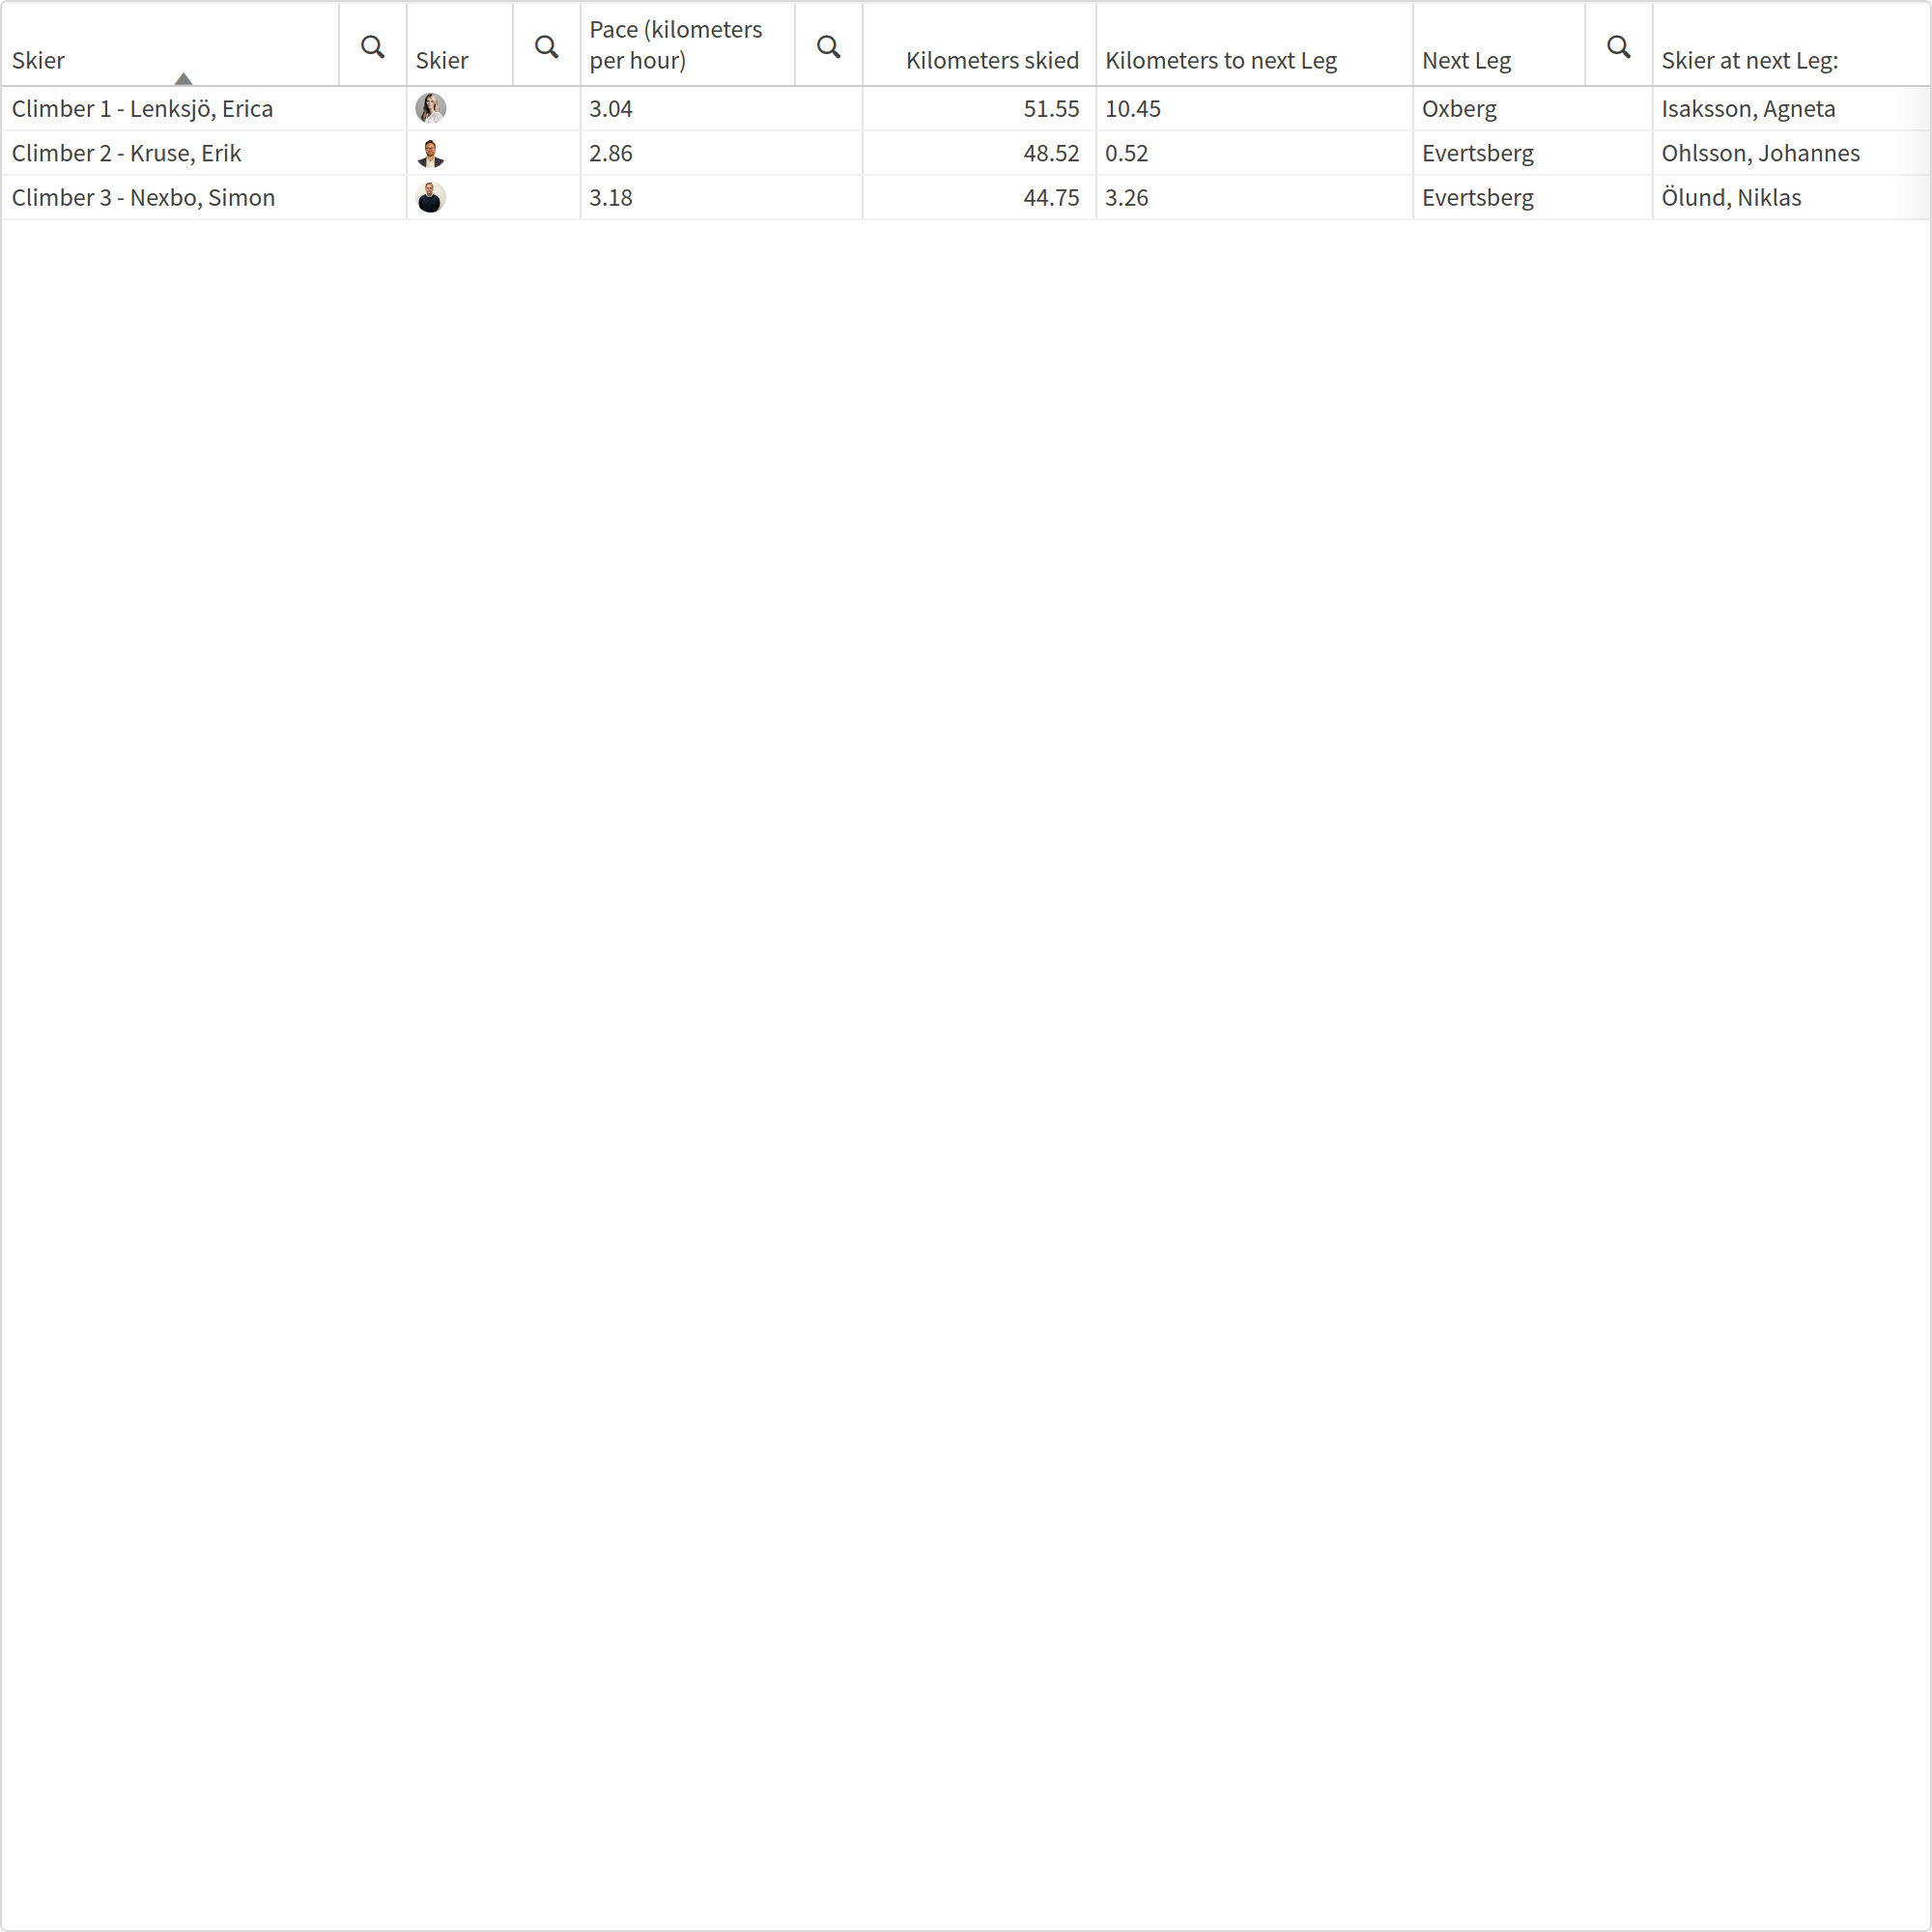 Skier Skier Pace (kilometers per hour) Kilometers skied Kilometers to next Leg Next Leg Skier at next Leg:
Climber 1 - Lenksjö, Erica 3.04 51.55 10.45 Oxberg Isaksson, Agneta
Climber 2 - Kruse, Erik 2.86 48.52 0.52 Evertsberg Ohlsson, Johannes
Climber 3 - Nexbo, Simon 3.18 44.75 3.26 Evertsberg Ölund, Niklas